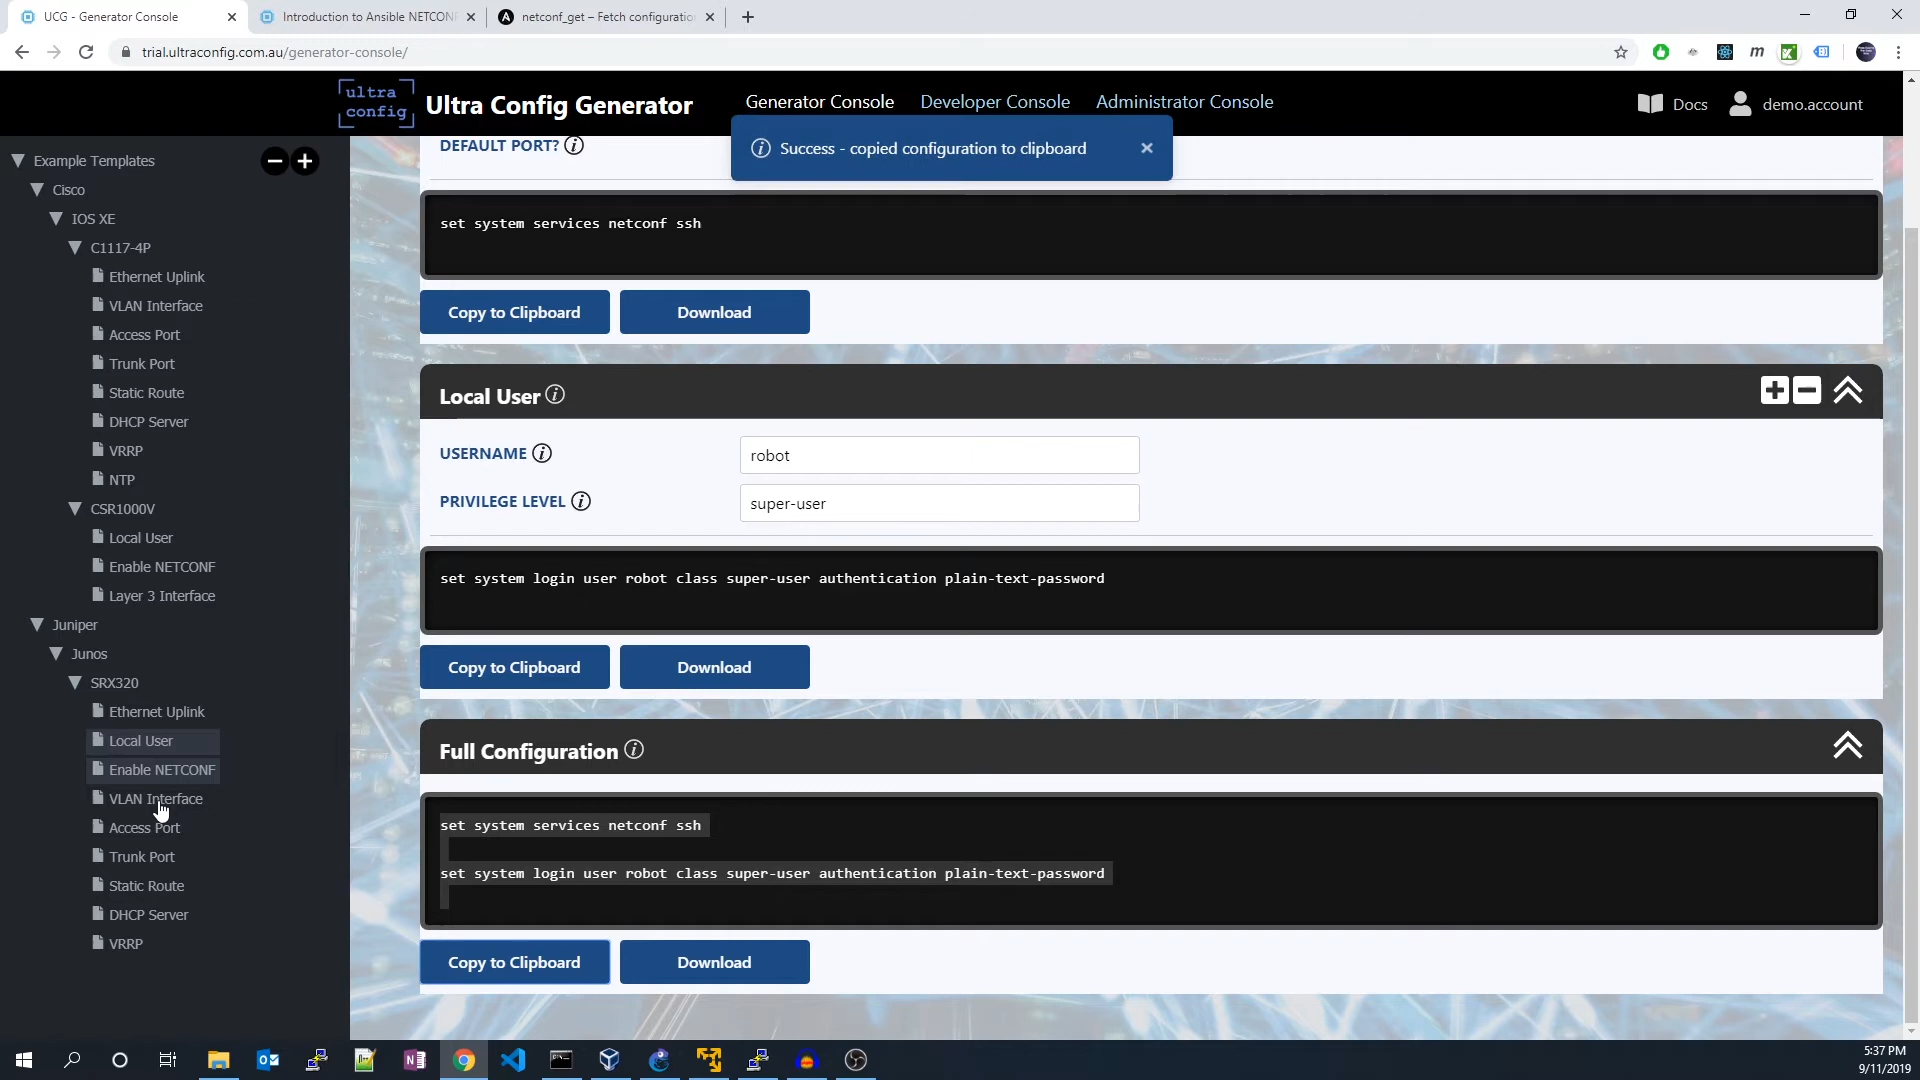 UCG - Generator Console
Introduction to Ansible NETCONF
netconf_get – Fetch configuratio
trial.ultraconfig.com.au/generator-console/
ultra
config
Ultra Config Generator
Generator Console
Developer Console
Administrator Console
Docs
demo.account
Success - copied configuration to clipboard
Example Templates
Cisco
IOS XE
C1117-4P
Ethernet Uplink
VLAN Interface
Access Port
Trunk Port
Static Route
DHCP Server
VRRP
NTP
CSR1000V
Local User
Enable NETCONF
Layer 3 Interface
Juniper
Junos
SRX320
Ethernet Uplink
Local User
Enable NETCONF
VLAN Interface
Access Port
Trunk Port
Static Route
DHCP Server
VRRP
DEFAULT PORT?
set system services netconf ssh
Copy to Clipboard
Download
Local User
USERNAME
robot
PRIVILEGE LEVEL
super-user
set system login user robot class super-user authentication plain-text-password
Copy to Clipboard
Download
Full Configuration
set system services netconf ssh
set system login user robot class super-user authentication plain-text-password
Copy to Clipboard
Download
5:37 PM
9/11/2019